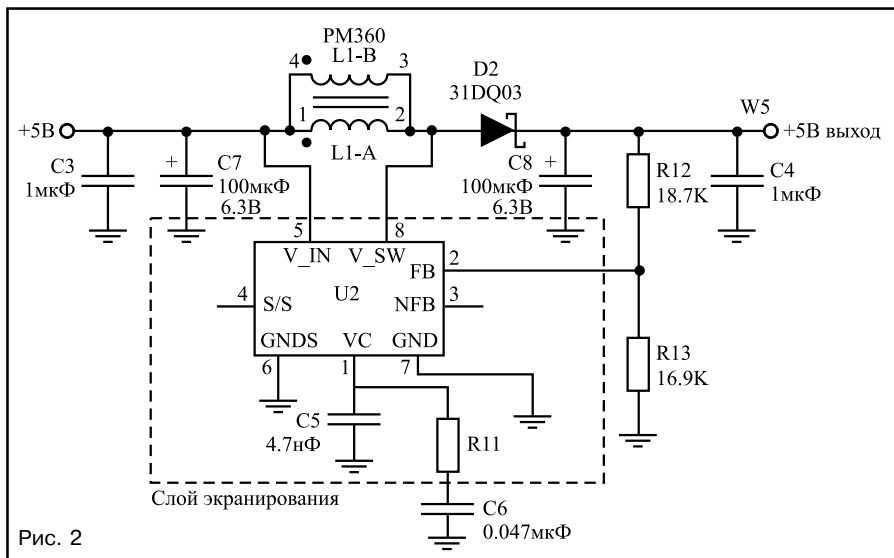 PM360
L1-B
4
3
1
2
L1-A
D2
31DQ03
W5
+5В
+5В выход
C3
1мкФ
+
C7
100мкФ
6.3В
C8
+
100мкФ
6.3В
R12
18.7K
C4
1мкФ
5
8
V_IN
V_SW
FB
2
U2
4
S/S
NFB
3
GNDS
VC
GND
6
1
7
R13
16.9K
C5
4.7нФ
R11
Слой экранирования
C6
0.047мкФ
Рис. 2